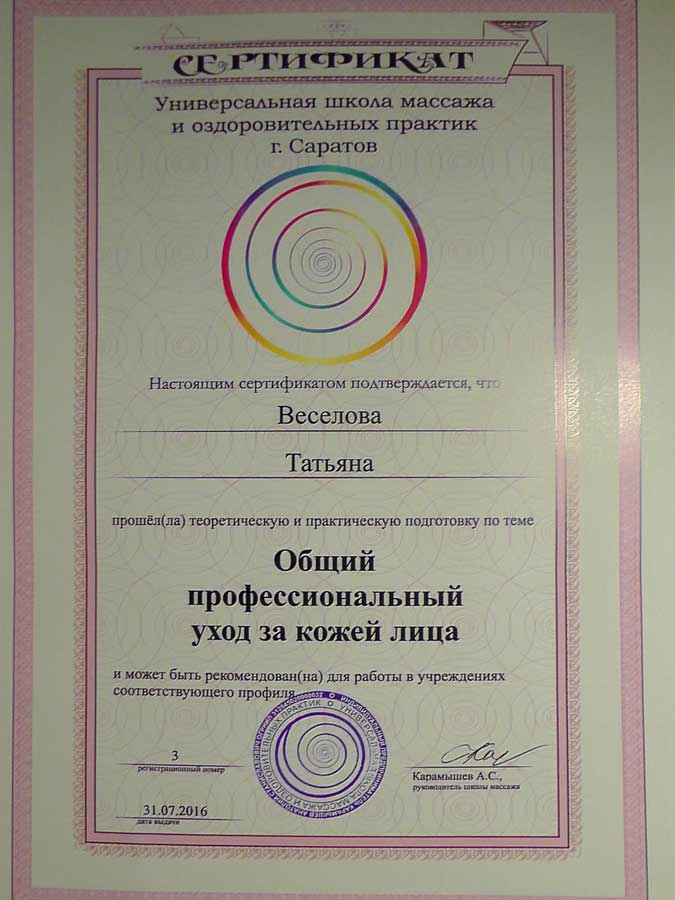 СЕРТИФИКАТ
Универсальная школа массажа
и оздоровительных практик
г. Саратов
Настоящим сертификатом подтверждается, что
Веселова
Татьяна
прошёл(ла) теоретическую и практическую подготовку по теме
Общий
профессиональный
уход за кожей лица
и может быть рекомендован(на) для работы в учреждениях
соответствующего профиля
3
регистрационный номер
Карамышев А.С.,
руководитель школы массажа
31.07.2016
дата выдачи